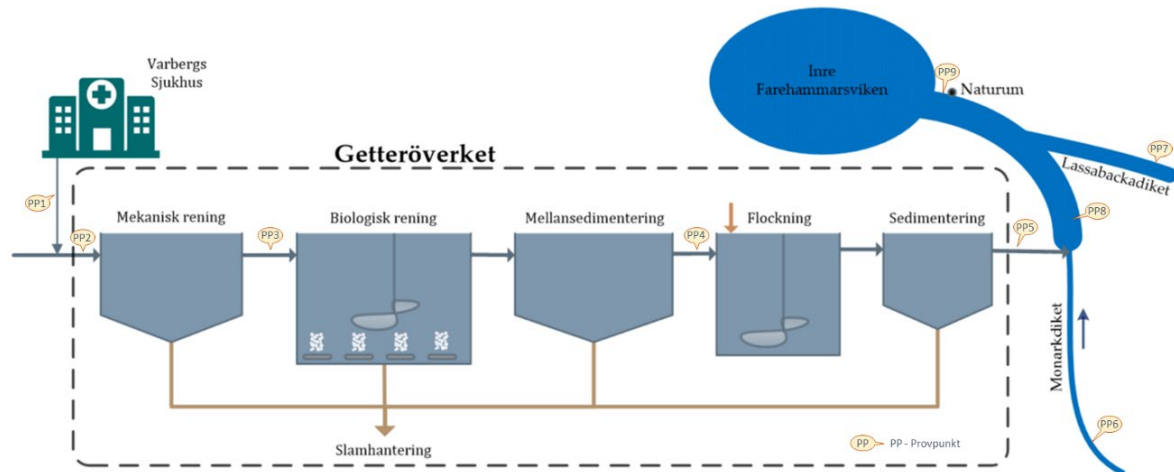 Varbergs
Sjukhus
PP1
PP2
Getteröverket
Mekanisk rening
PP3
Biologisk rening
Mellansedimentering
PP4
Flockning
Sedimentering
PP5
Slamhantering
PP PP - Provpunkt
Inre
Farehammarsviken
PP9
Naturum
PP7
Lassabackadiket
PP8
Monarkdiket
PP6